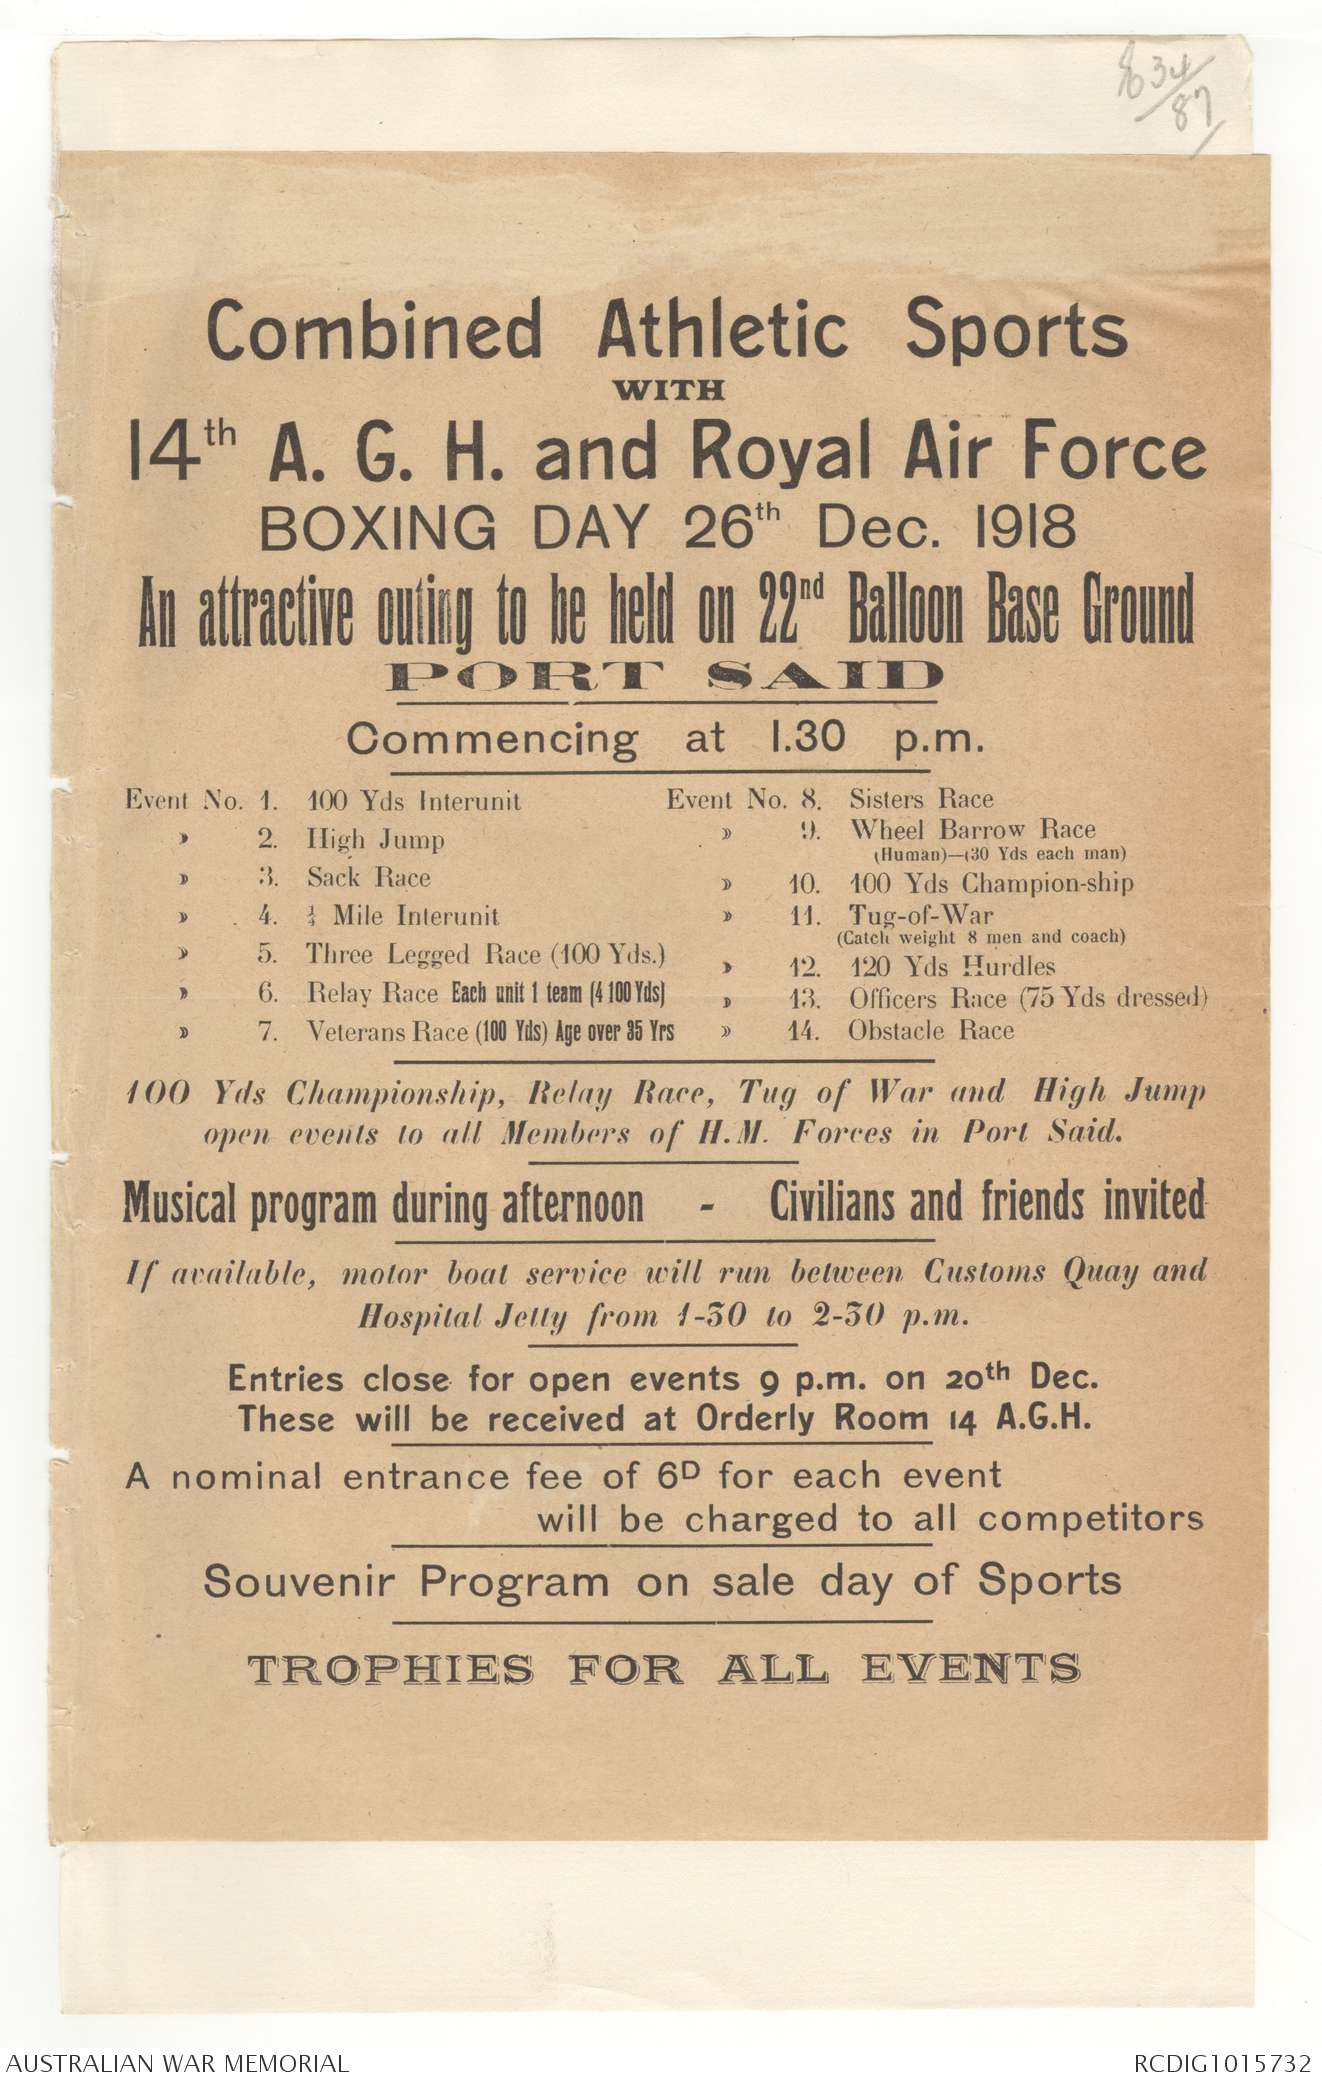 834/87
Combined Athletic Sports
WITH
14th A. G. H. and Royal Air Force
BOXING DAY 26th Dec. 1918
An attractive outing to be held on 22nd Balloon Base Ground
PORT SAID
Commencing at 1.30 p.m.
Event No. 1. 100 Yds Interunit
» 2. High Jump
» 3. Sack Race
» 4. ¼ Mile Interunit
» 5. Three Legged Race (100 Yds.)
» 6. Relay Race Each unit 1 team (4 100 Yds)
» 7. Veterans Race (100 Yds) Age over 35 Yrs
Event No. 8. Sisters Race
» 9. Wheel Barrow Race
(Human)—(30 Yds each man)
» 10. 100 Yds Champion-ship
» 11. Tug-of-War
(Catch weight 8 men and coach)
» 12. 120 Yds Hurdles
» 13. Officers Race (75 Yds dressed)
» 14. Obstacle Race
100 Yds Championship, Relay Race, Tug of War and High Jump
open events to all Members of H.M. Forces in Port Said.
Musical program during afternoon - Civilians and friends invited
If available, motor boat service will run between Customs Quay and
Hospital Jetty from 1-30 to 2-30 p.m.
Entries close for open events 9 p.m. on 20th Dec.
These will be received at Orderly Room 14 A.G.H.
A nominal entrance fee of 6D for each event
will be charged to all competitors
Souvenir Program on sale day of Sports
TROPHIES FOR ALL EVENTS
AUSTRALIAN WAR MEMORIAL
RCDIG1015732